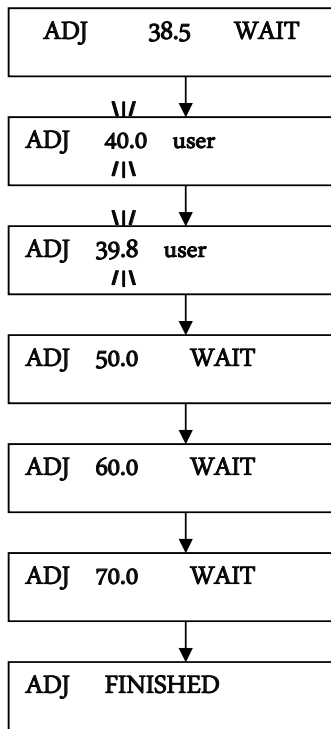 ADJ 38.5 WAIT
ADJ 40.0 user
ADJ 39.8 user
ADJ 50.0 WAIT
ADJ 60.0 WAIT
ADJ 70.0 WAIT
ADJ FINISHED